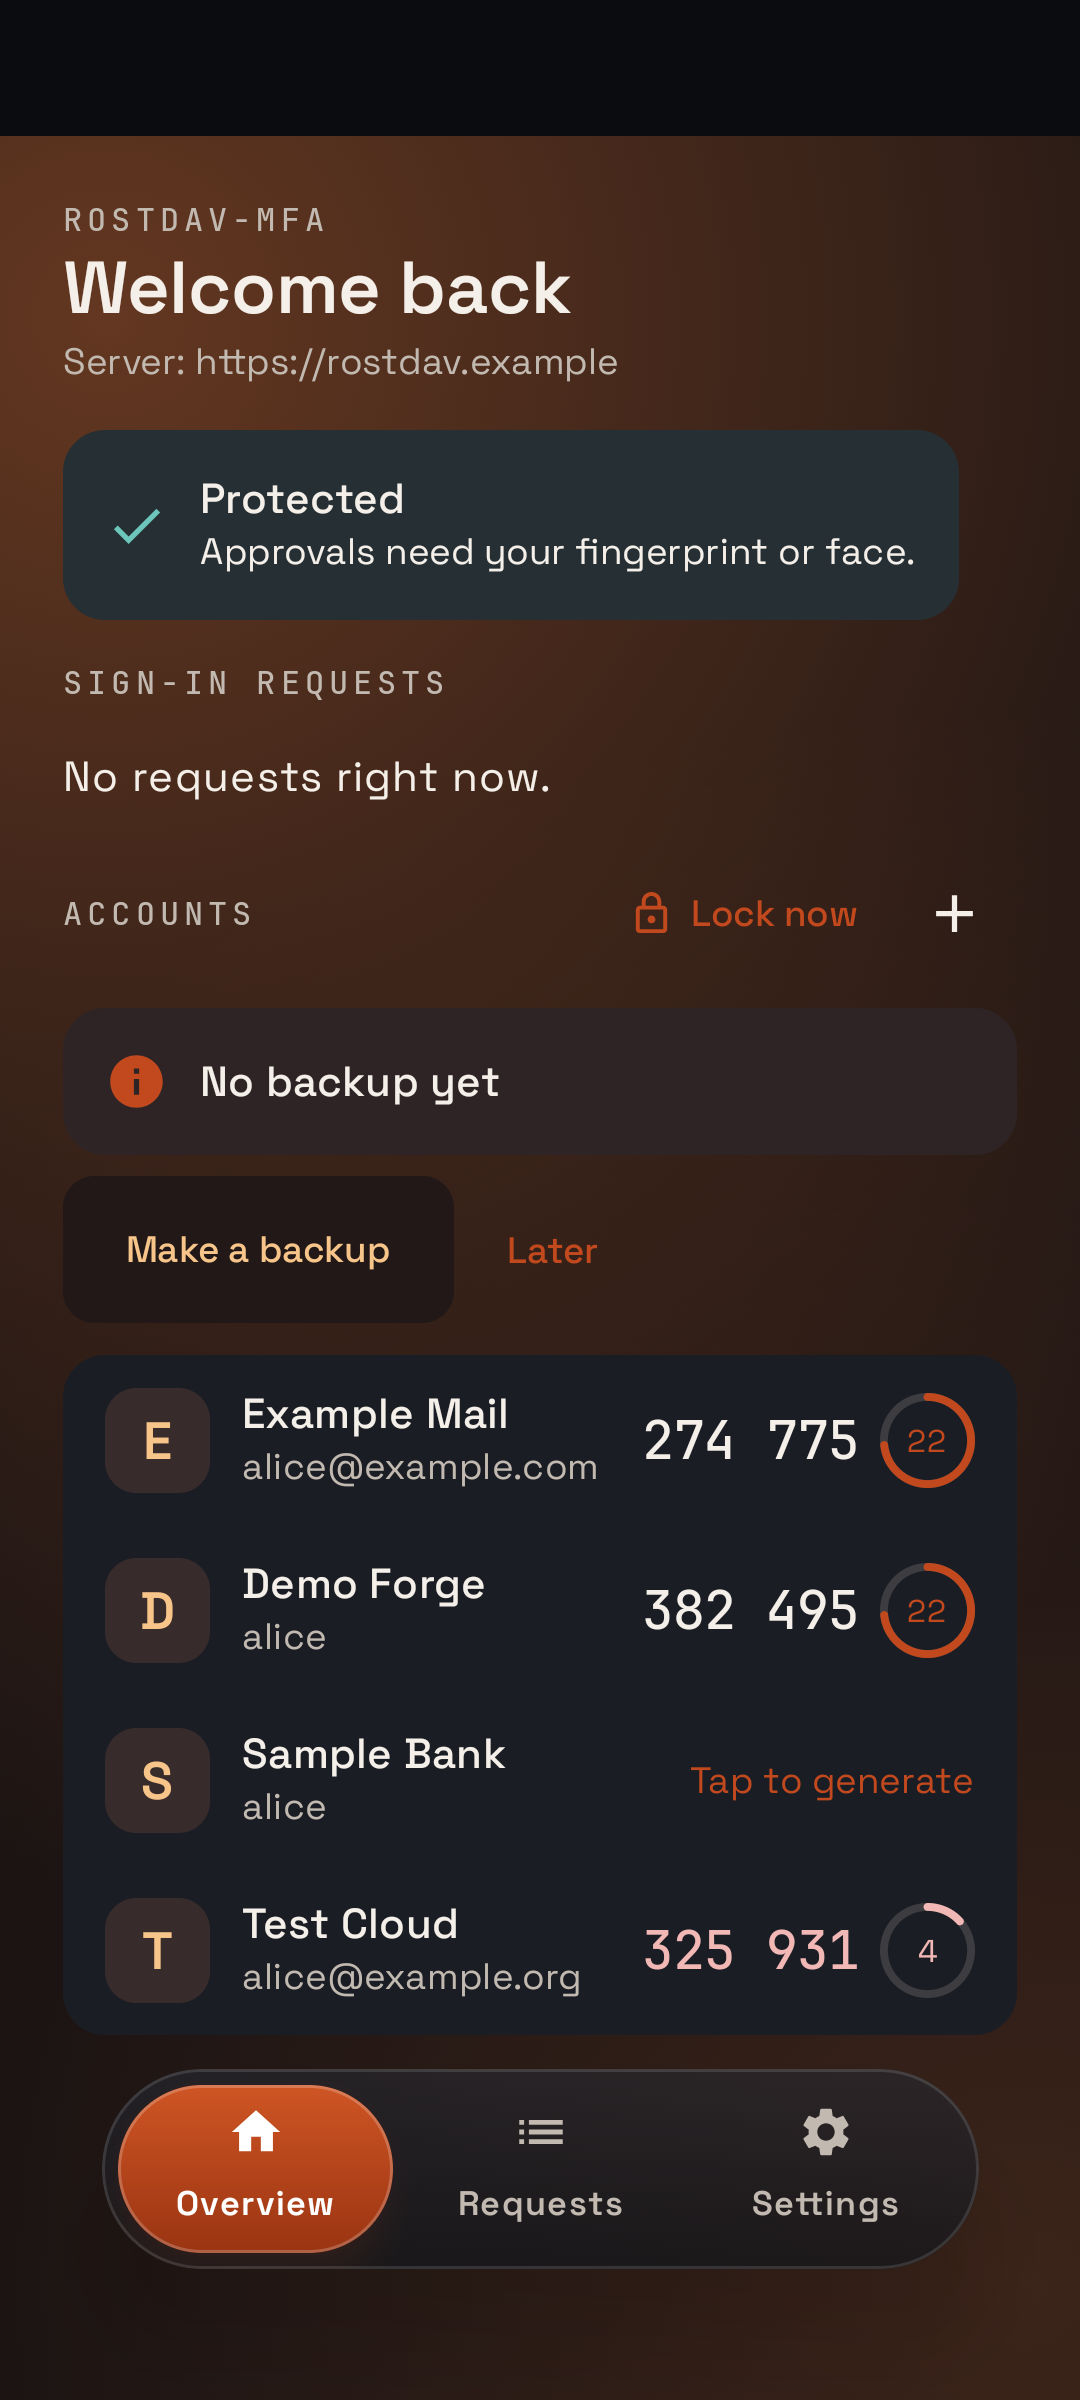 ROSTDAV-MFA
Welcome back
Server: https://rostdav.example
Protected
Approvals need your fingerprint or face.
SIGN-IN REQUESTS
No requests right now.
ACCOUNTS
Lock now
No backup yet
Make a backup
Later
E
Example Mail
alice@example.com
274 775
22
D
Demo Forge
alice
382 495
22
S
Sample Bank
alice
Tap to generate
T
Test Cloud
alice@example.org
325 931
4
Overview
Requests
Settings